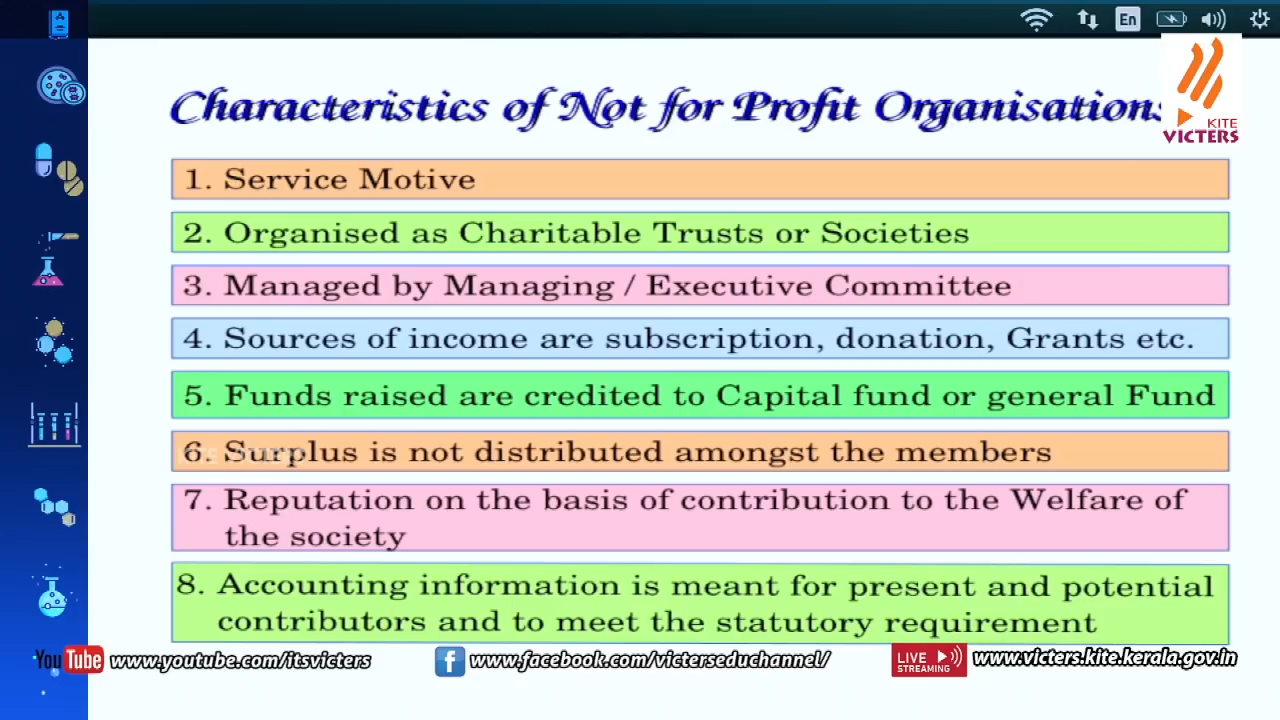 En
Characteristics of Not for Profit Organisations
KITE
VICTERS
1. Service Motive
2. Organised as Charitable Trusts or Societies
3. Managed by Managing / Executive Committee
4. Sources of income are subscription, donation, Grants etc.
5. Funds raised are credited to Capital fund or general Fund
6. Surplus is not distributed amongst the members
7. Reputation on the basis of contribution to the Welfare of
the society
8. Accounting information is meant for present and potential
contributors and to meet the statutory requirement
YouTube www.youtube.com/itsvicters
f www.facebook.com/victerseduchannel/
LIVE
STREAMING
www.victers.kite.kerala.gov.in